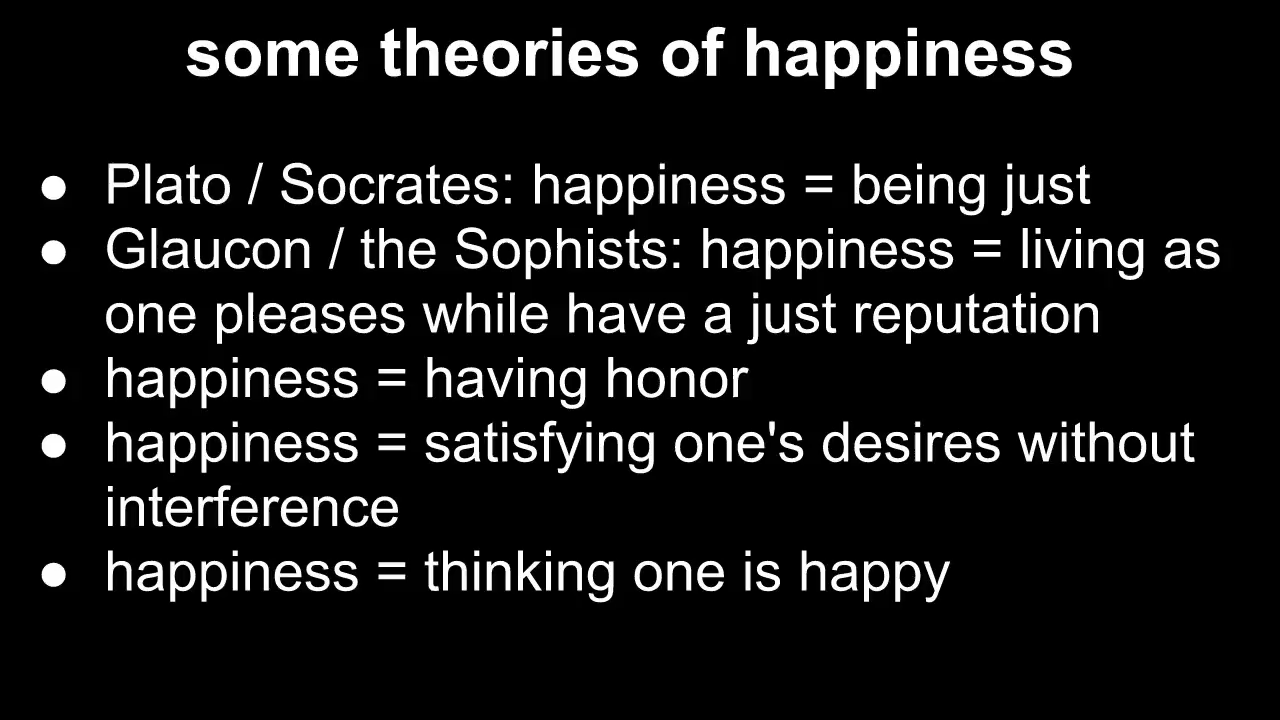 some theories of happiness
● Plato / Socrates: happiness = being just
● Glaucon / the Sophists: happiness = living as
one pleases while have a just reputation
● happiness = having honor
● happiness = satisfying one's desires without
interference
● happiness = thinking one is happy